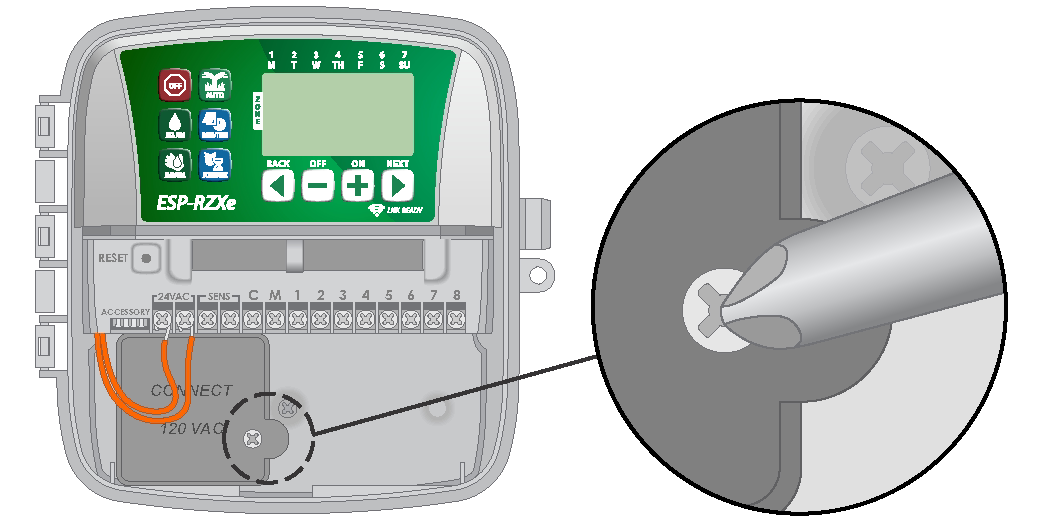 1 2 3 4 5 6 7
M T W TH F S SU
OFF
AUTO
ZONE
BACK OFF ON NEXT
ESP-RZXe
LNK READY
RESET
24VAC SENS C M 1 2 3 4 5 6 7 8
ACCESSORY
CONNECT
120 VAC